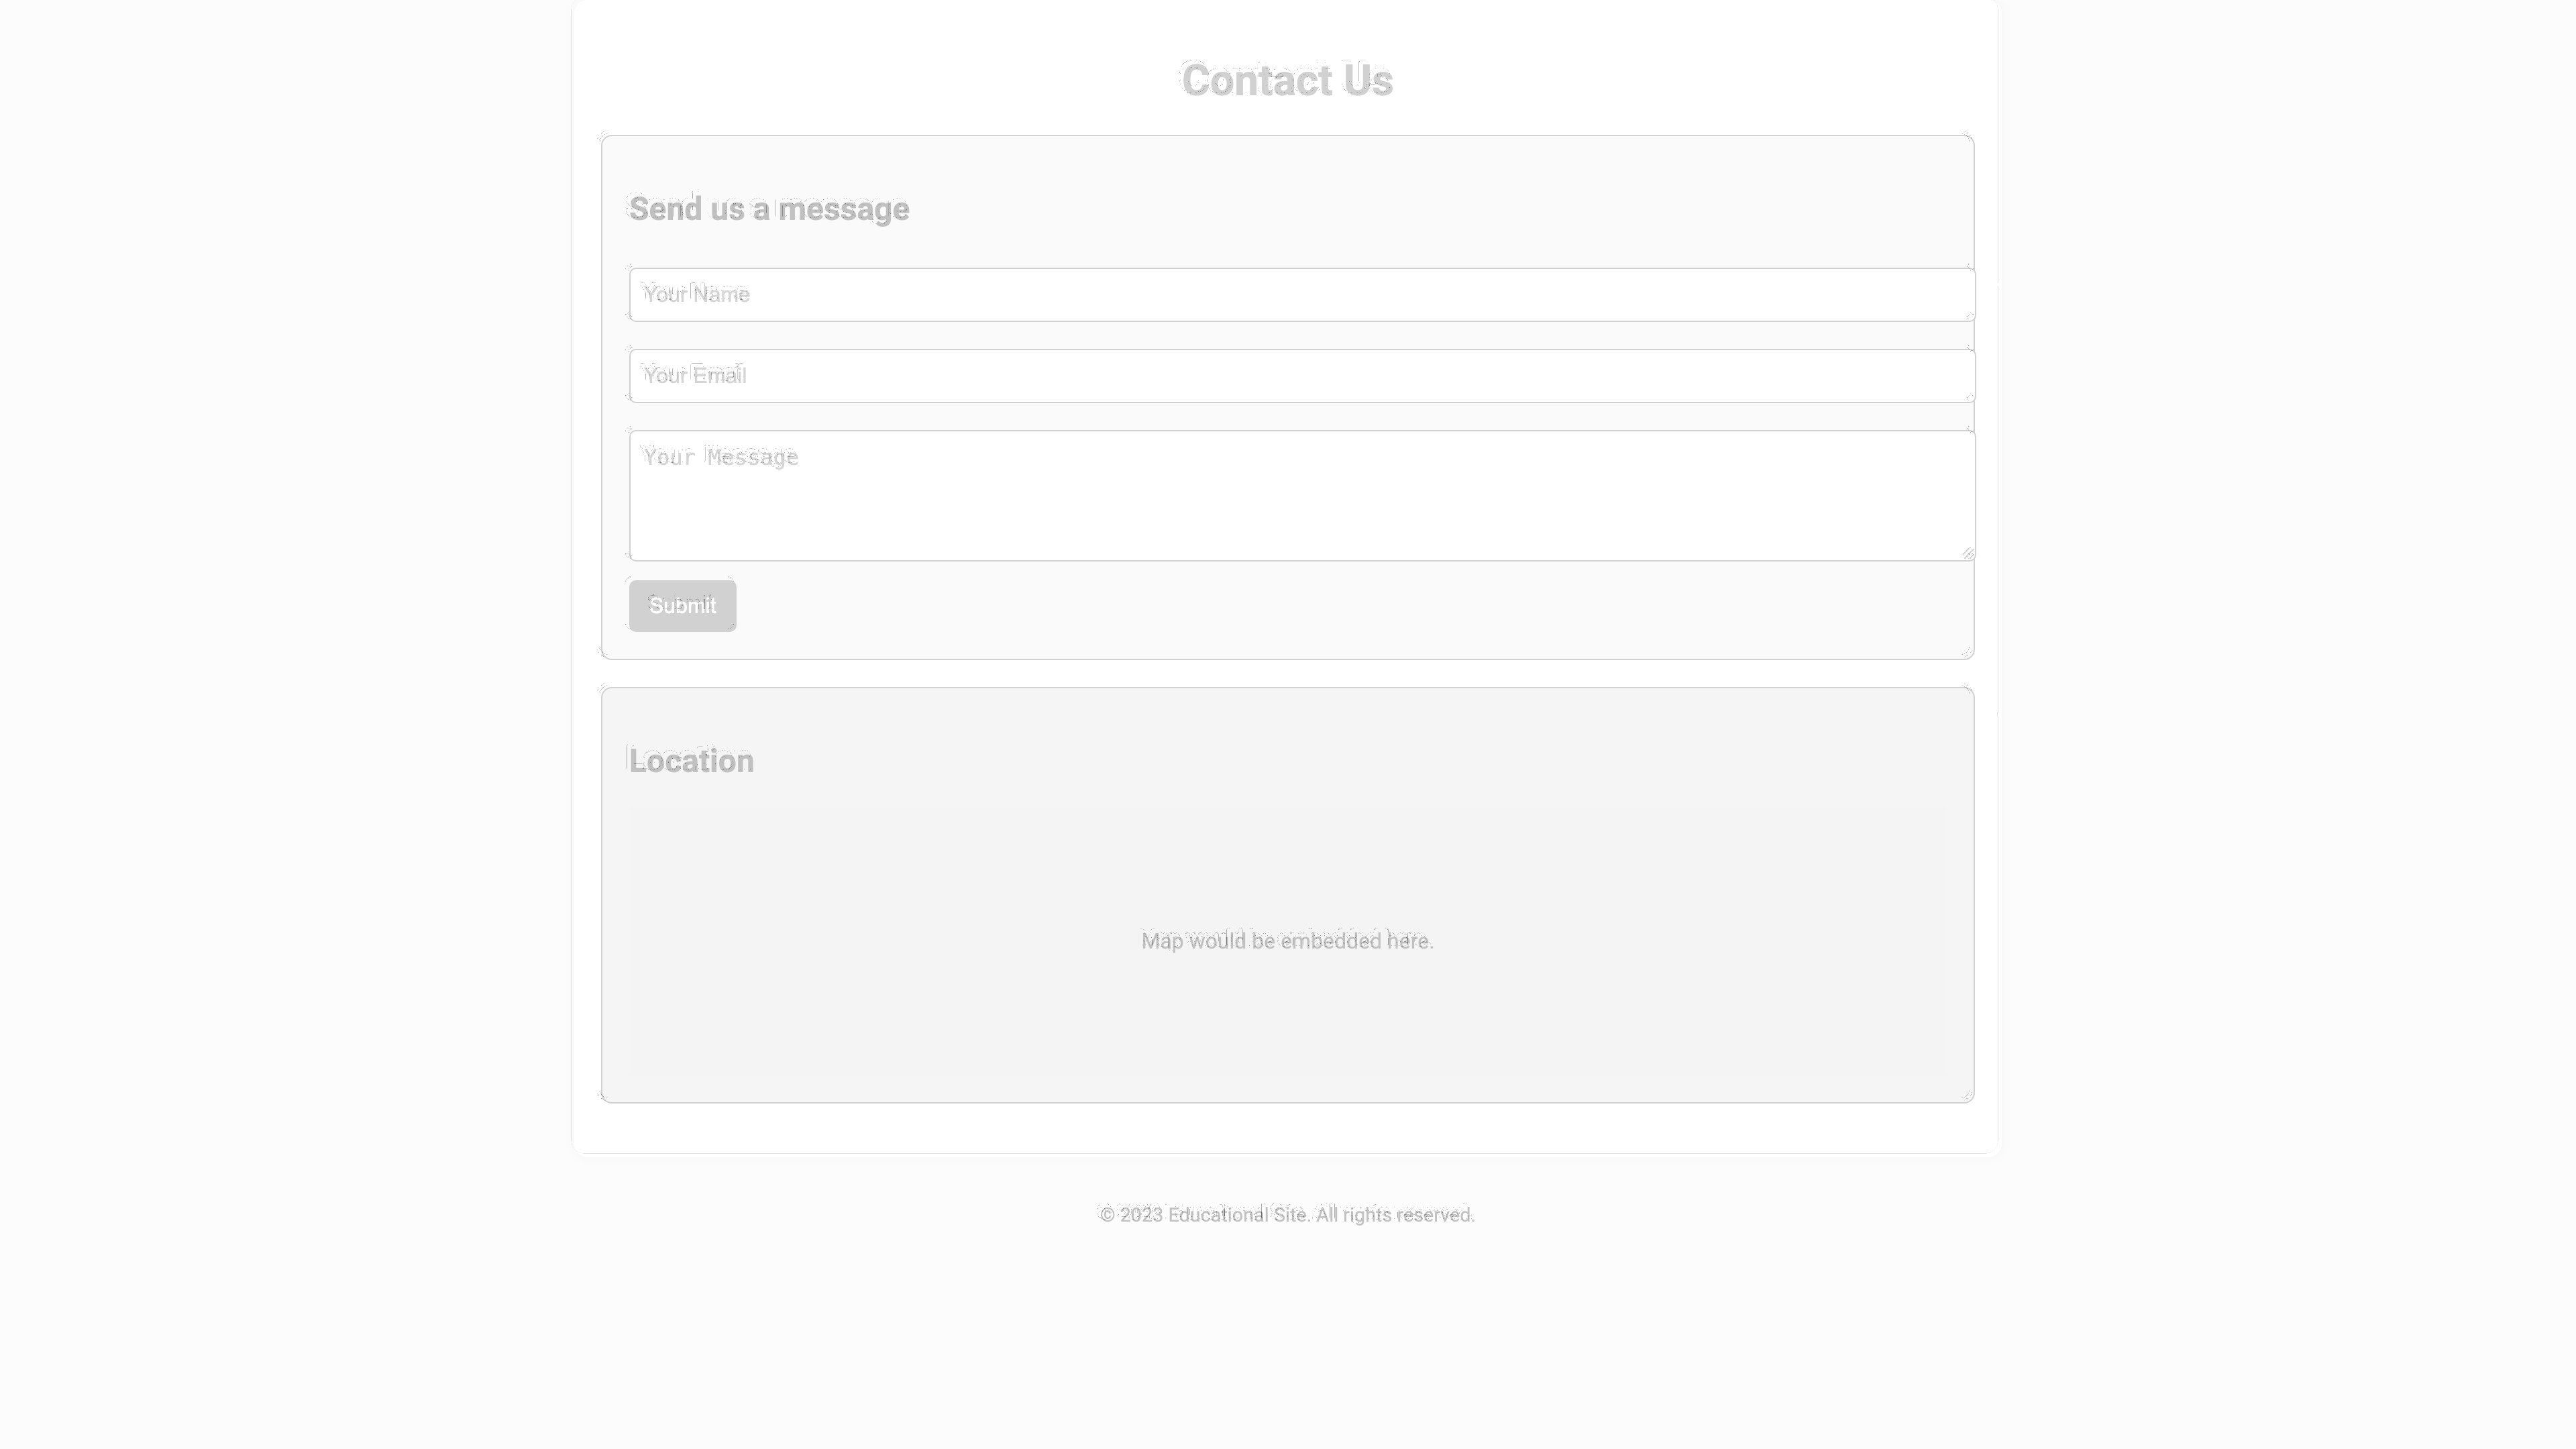 Contact Us
Send us a message
Your Name
Your Email
Your Message
Submit
Location
Map would be embedded here.
© 2023 Educational Site. All rights reserved.